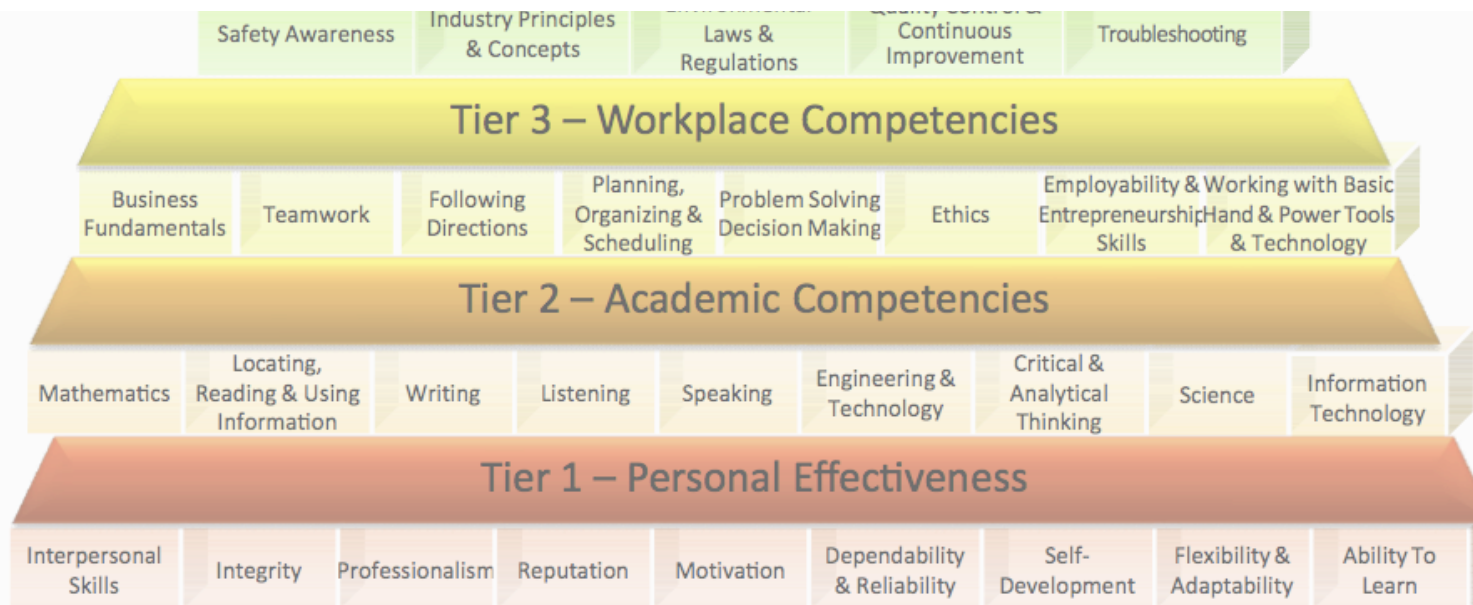 Safety Awareness
Industry Principles
& Concepts
Environmental
Laws &
Regulations
Quality Control &
Continuous
Improvement
Troubleshooting
Tier 3 – Workplace Competencies
Business
Fundamentals
Teamwork
Following
Directions
Planning,
Organizing &
Scheduling
Problem Solving
Decision Making
Ethics
Employability &
Entrepreneurship
Skills
Working with Basic
Hand & Power Tools
& Technology
Tier 2 – Academic Competencies
Mathematics
Locating,
Reading & Using
Information
Writing
Listening
Speaking
Engineering &
Technology
Critical &
Analytical
Thinking
Science
Information
Technology
Tier 1 – Personal Effectiveness
Interpersonal
Skills
Integrity
Professionalism
Reputation
Motivation
Dependability
& Reliability
Self-
Development
Flexibility &
Adaptability
Ability To
Learn